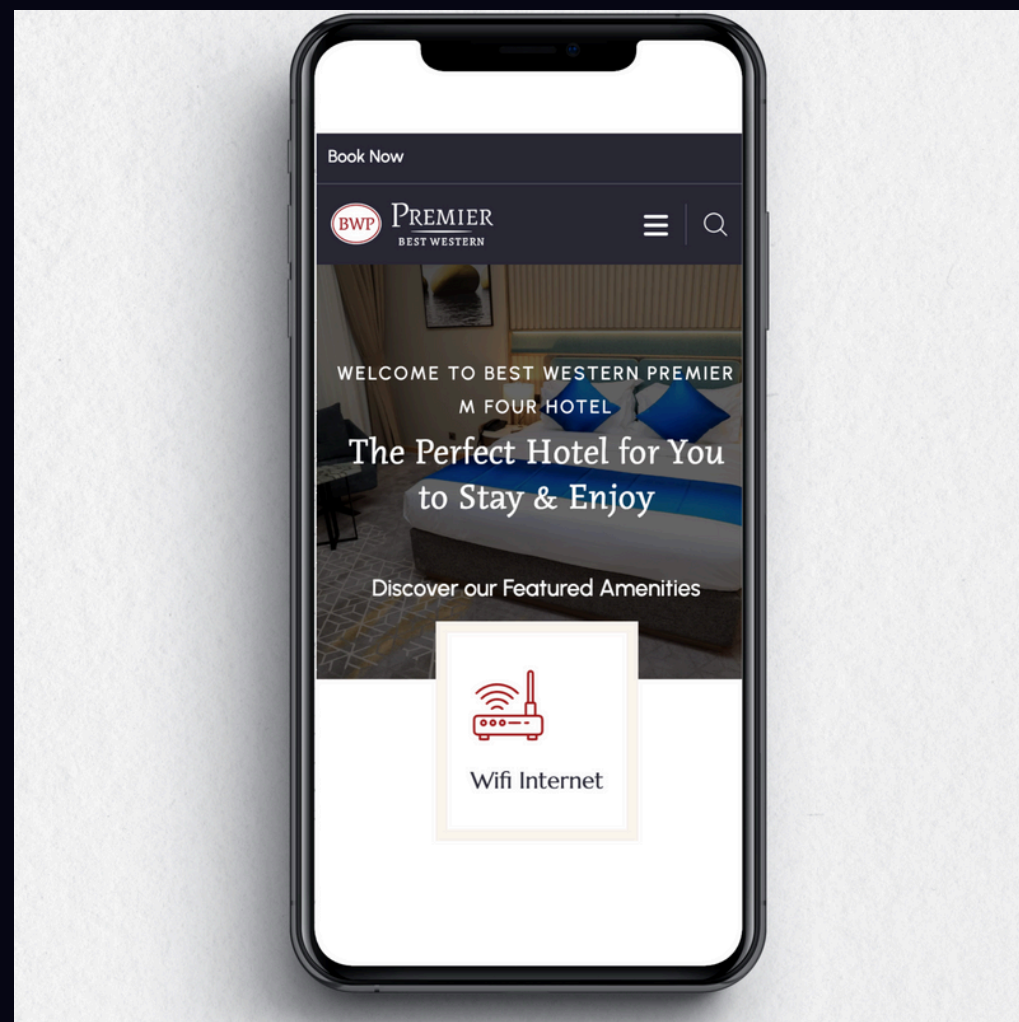 Book Now
BWP PREMIER
BEST WESTERN
WELCOME TO BEST WESTERN PREMIER
M FOUR HOTEL
The Perfect Hotel for You
to Stay & Enjoy
Discover our Featured Amenities
Wifi Internet